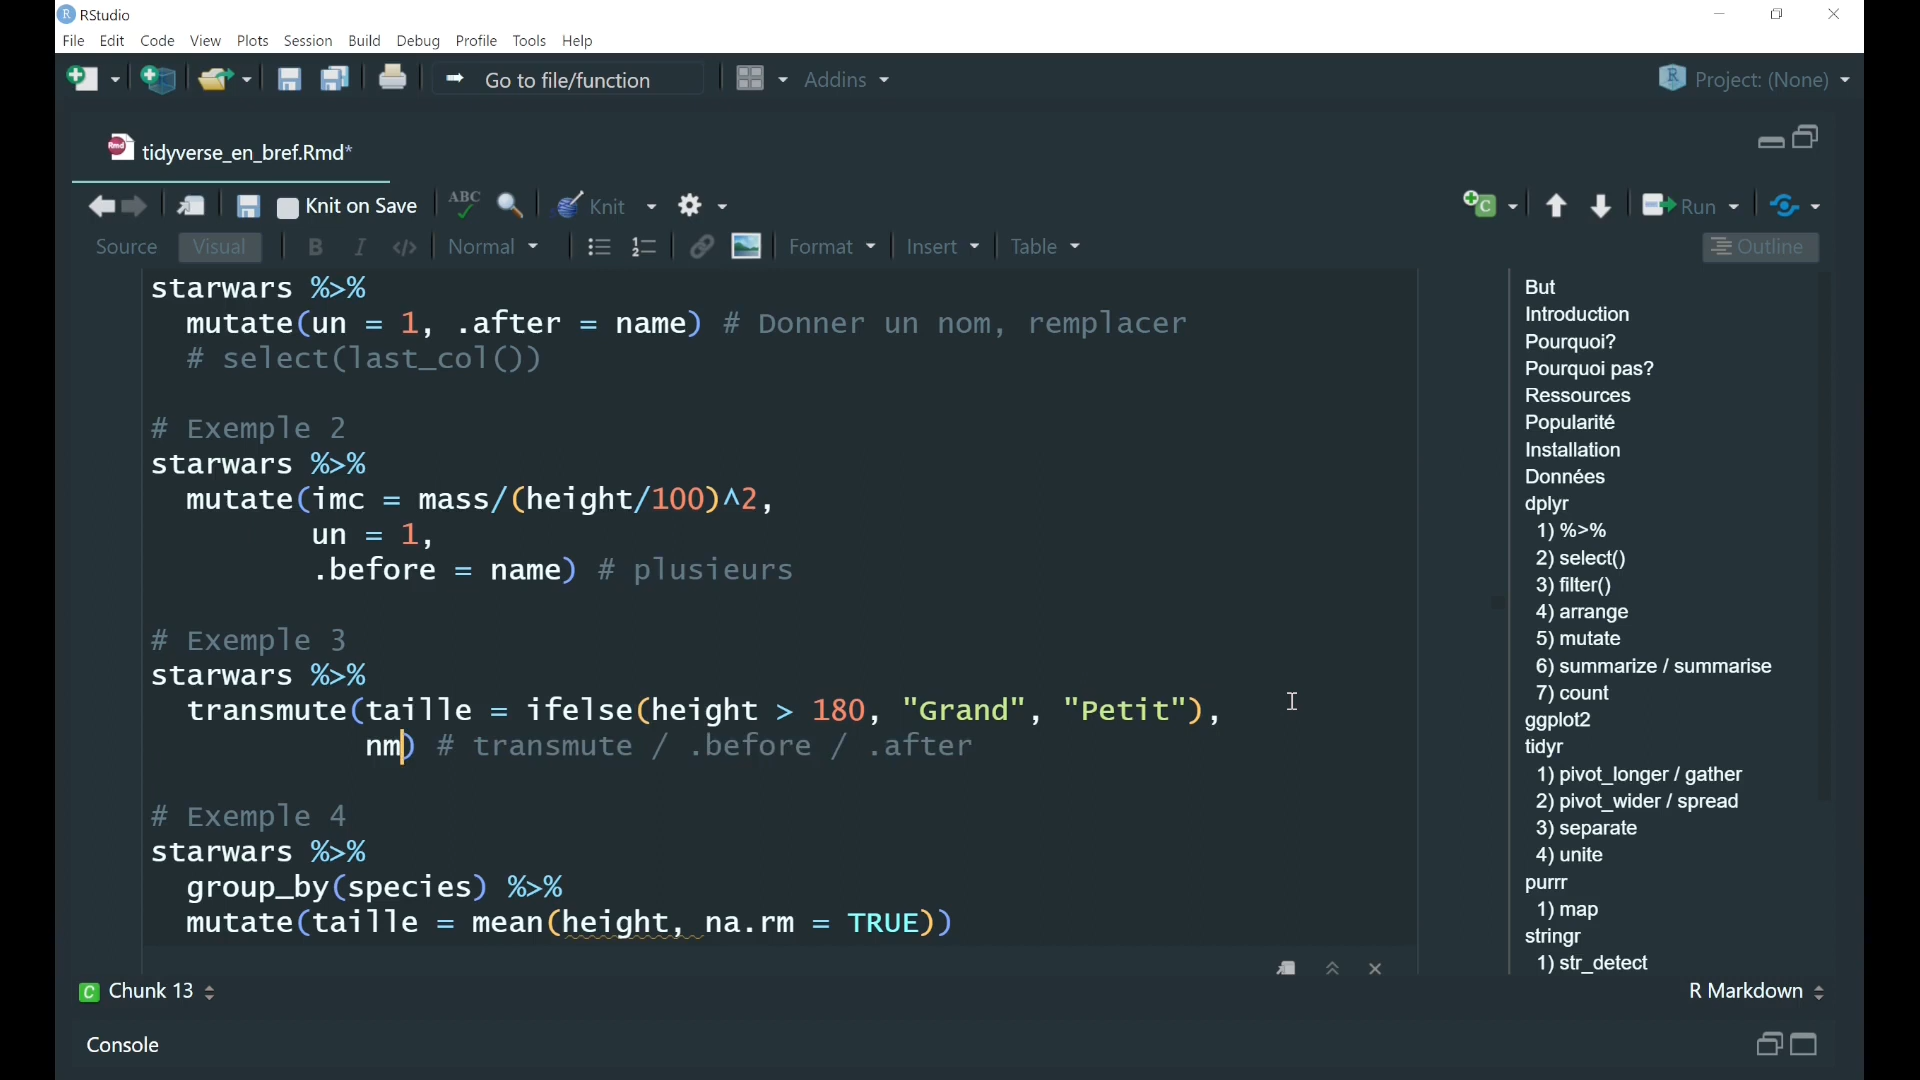 RStudio
File Edit Code View Plots Session Build Debug Profile Tools Help
Go to file/function Addins Project: (None)
tidyverse_en_bref.Rmd*
Knit on Save ABC Knit Run
Source Visual B I </> Normal Format Insert Table Outline
starwars %>%
mutate(un = 1, .after = name) # Donner un nom, remplacer
# select(last_col())
# Exemple 2
starwars %>%
mutate(imc = mass/(height/100)^2,
un = 1,
.before = name) # plusieurs
# Exemple 3
starwars %>%
transmute(taille = ifelse(height > 180, "Grand", "Petit"),
nm) # transmute / .before / .after
# Exemple 4
starwars %>%
group_by(species) %>%
mutate(taille = mean(height, na.rm = TRUE))
But
Introduction
Pourquoi?
Pourquoi pas?
Ressources
Popularité
Installation
Données
dplyr
1) %>%
2) select()
3) filter()
4) arrange
5) mutate
6) summarize / summarise
7) count
ggplot2
tidyr
1) pivot_longer / gather
2) pivot_wider / spread
3) separate
4) unite
purrr
1) map
stringr
1) str_detect
C Chunk 13 R Markdown
Console